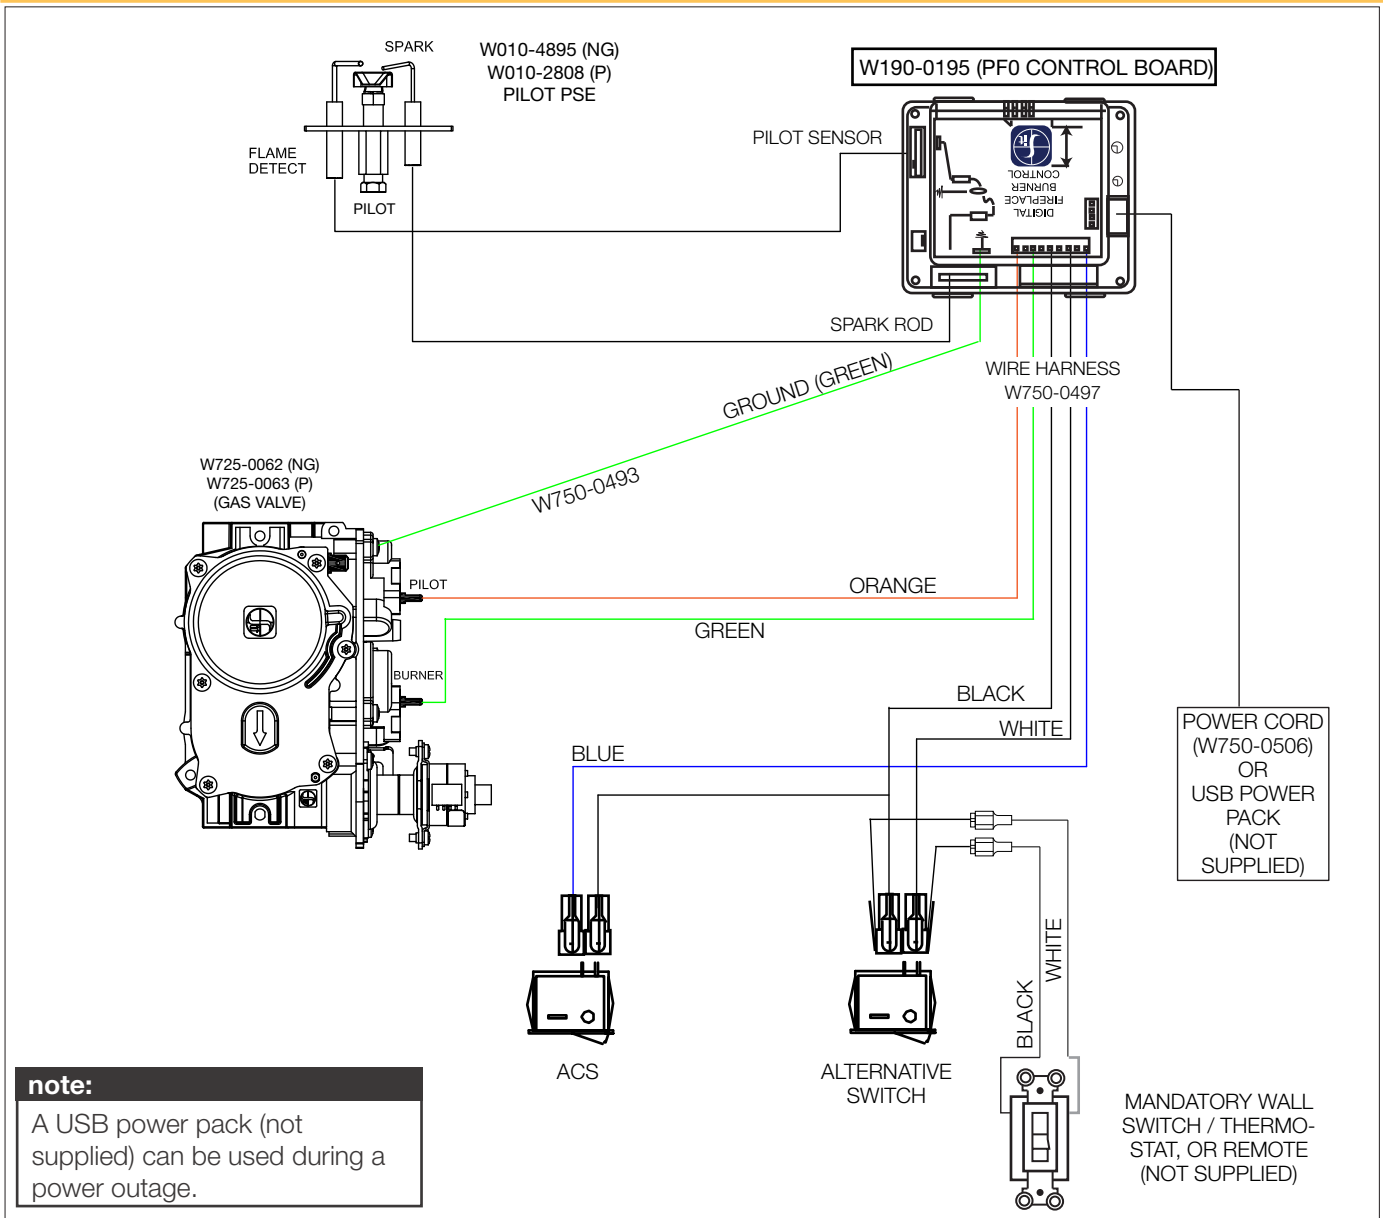 SPARK
W010-4895 (NG)
W010-2808 (P)
PILOT PSE
FLAME
DETECT
PILOT
W190-0195 (PF0 CONTROL BOARD)
PILOT SENSOR
fit
DIGITAL
FIREPLACE
BURNER
CONTROL
SPARK ROD
WIRE HARNESS
W750-0497
GROUND (GREEN)
W750-0493
W725-0062 (NG)
W725-0063 (P)
(GAS VALVE)
PILOT
ORANGE
GREEN
BURNER
BLACK
WHITE
BLUE
POWER CORD
(W750-0506)
OR
USB POWER
PACK
(NOT
SUPPLIED)
WHITE
BLACK
ACS
ALTERNATIVE
SWITCH
MANDATORY WALL
SWITCH / THERMO-
STAT, OR REMOTE
(NOT SUPPLIED)
note:
A USB power pack (not
supplied) can be used during a
power outage.